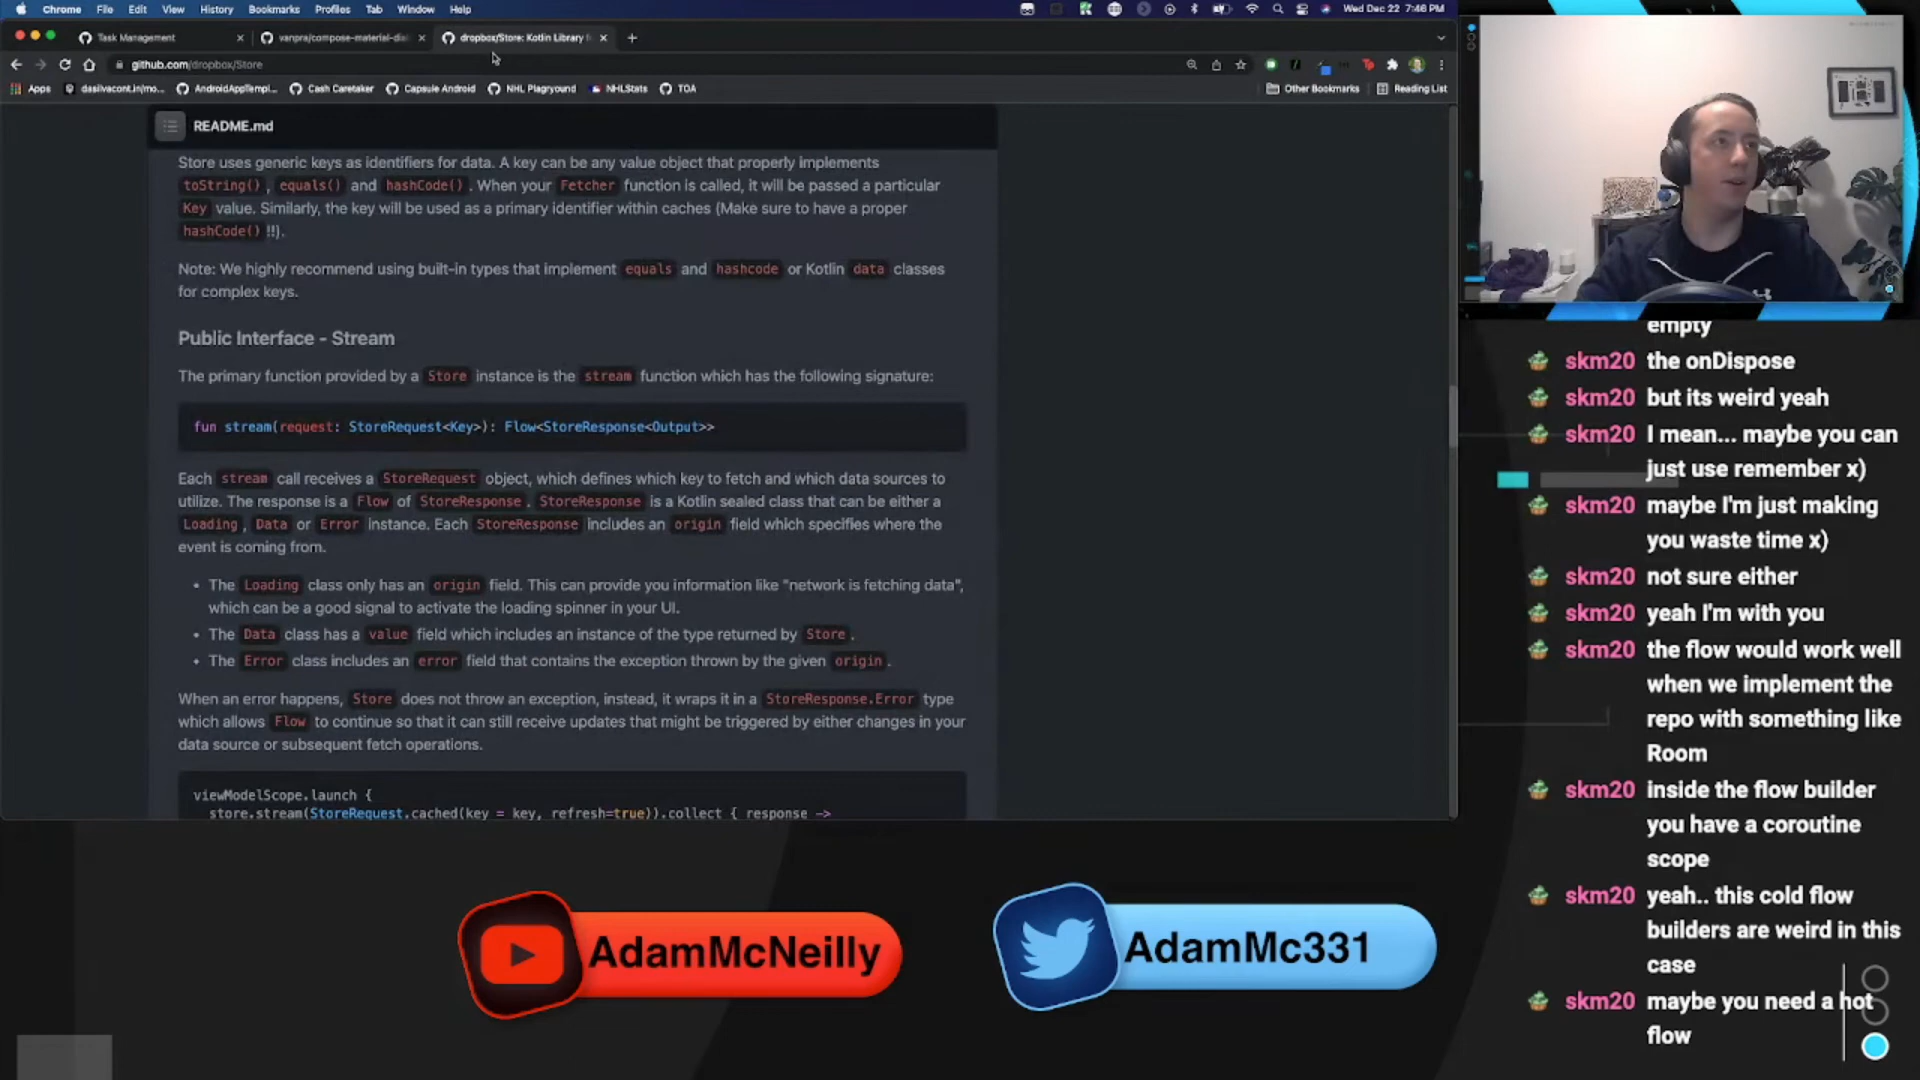 Chrome File Edit View History Bookmarks Profiles Tab Window Help
Wed Dec 22 7:46 PM
Task Management
vanpra/compose-material-dia
dropbox/Store: Kotlin Library
github.com/dropbox/Store
Apps dasilvacont.in/mo... AndroidAppTempl... Cash Caretaker Capsule Android NHL Playground NHLStats TOA Other Bookmarks Reading List
README.md
Store uses generic keys as identifiers for data. A key can be any value object that properly implements
toString() , equals() and hashCode() . When your Fetcher function is called, it will be passed a particular
Key value. Similarly, the key will be used as a primary identifier within caches (Make sure to have a proper
hashCode() !!).
Note: We highly recommend using built-in types that implement equals and hashcode or Kotlin data classes
for complex keys.
Public Interface - Stream
The primary function provided by a Store instance is the stream function which has the following signature:
fun stream(request: StoreRequest<Key>): Flow<StoreResponse<Output>>
Each stream call receives a StoreRequest object, which defines which key to fetch and which data sources to
utilize. The response is a Flow of StoreResponse . StoreResponse is a Kotlin sealed class that can be either a
Loading , Data or Error instance. Each StoreResponse includes an origin field which specifies where the
event is coming from.
• The Loading class only has an origin field. This can provide you information like "network is fetching data",
which can be a good signal to activate the loading spinner in your UI.
• The Data class has a value field which includes an instance of the type returned by Store .
• The Error class includes an error field that contains the exception thrown by the given origin .
When an error happens, Store does not throw an exception, instead, it wraps it in a StoreResponse.Error type
which allows Flow to continue so that it can still receive updates that might be triggered by either changes in your
data source or subsequent fetch operations.
viewModelScope.launch {
store.stream(StoreRequest.cached(key = key, refresh=true)).collect { response ->
empty
skm20 the onDispose
skm20 but its weird yeah
skm20 I mean... maybe you can
just use remember x)
skm20 maybe I'm just making
you waste time x)
skm20 not sure either
skm20 yeah I'm with you
skm20 the flow would work well
when we implement the
repo with something like
Room
skm20 inside the flow builder
you have a coroutine
scope
skm20 yeah.. this cold flow
builders are weird in this
case
skm20 maybe you need a hot
flow
AdamMcNeilly
AdamMc331